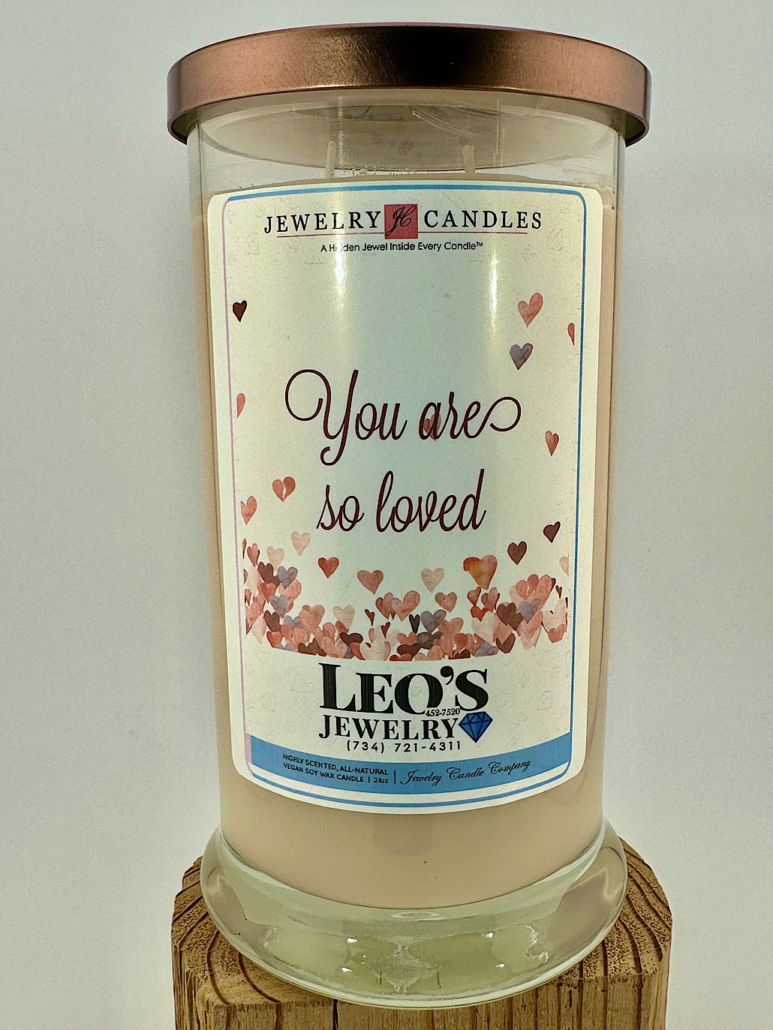 JEWELRY JC CANDLES
A Hidden Jewel Inside Every Candle™
You are
so loved
LEO'S
452-7520
JEWELRY
(734) 721-4311
HIGHLY SCENTED, ALL-NATURAL
VEGAN SOY WAX CANDLE | 21oz
Jewelry Candle Company